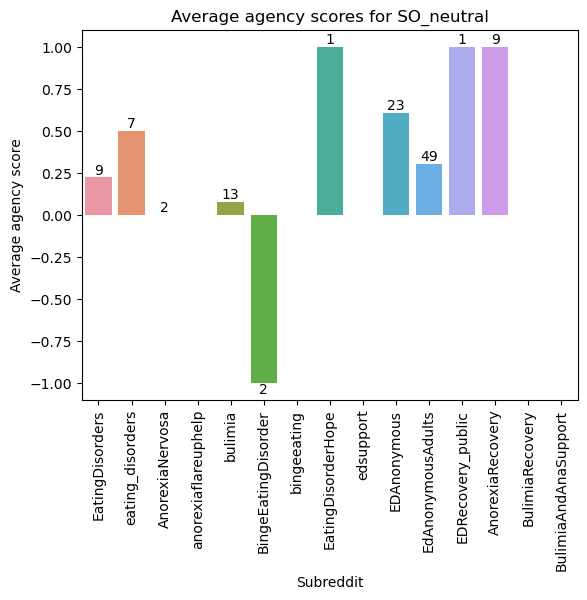 Average agency scores for SO_neutral
Average agency score
1.00
0.75
0.50
0.25
0.00
−0.25
−0.50
−0.75
−1.00
9
7
2
13
2
1
23
49
1
9
EatingDisorders
eating_disorders
AnorexiaNervosa
anorexiaflareuphelp
bulimia
BingeEatingDisorder
bingeeating
EatingDisorderHope
edsupport
EDAnonymous
EdAnonymousAdults
EDRecovery_public
AnorexiaRecovery
BulimiaRecovery
BulimiaAndAnaSupport
Subreddit